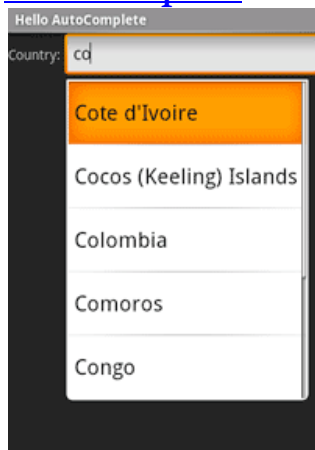 Hello AutoComplete
Country: co
Cote d'Ivoire
Cocos (Keeling) Islands
Colombia
Comoros
Congo